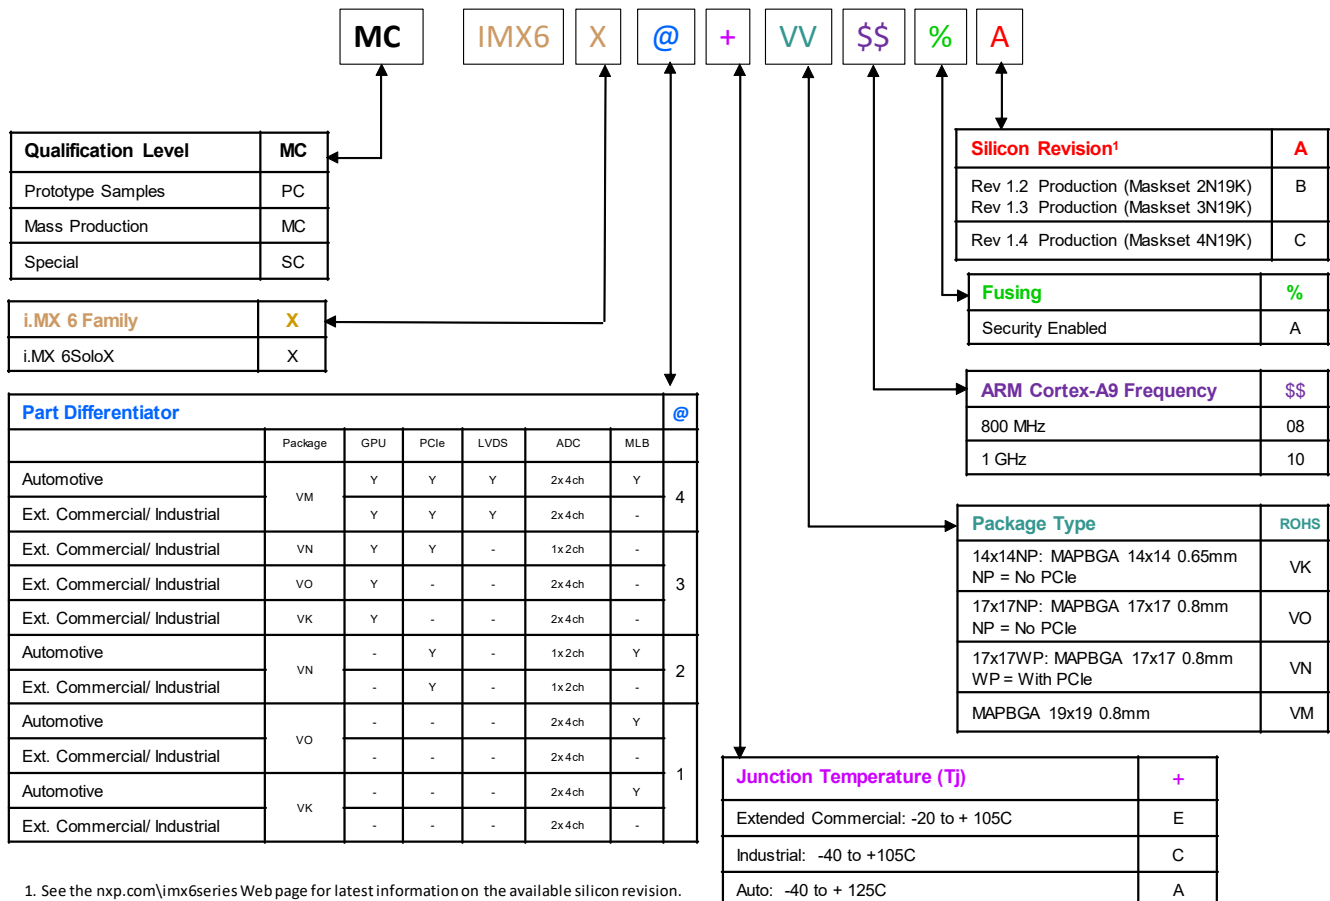 MC IMX6 X @ + VV $$ % A
Qualification Level MC
Prototype Samples PC
Mass Production MC
Special SC
i.MX 6 Family X
i.MX 6SoloX X
Part Differentiator @
Package GPU PCIe LVDS ADC MLB
Automotive VM Y Y Y 2x4ch Y 4
Ext. Commercial/ Industrial Y Y Y 2x4ch -
Ext. Commercial/ Industrial VN Y Y - 1x2ch - 3
Ext. Commercial/ Industrial VO Y - - 2x4ch -
Ext. Commercial/ Industrial VK Y - - 2x4ch -
Automotive VN - Y - 1x2ch Y 2
Ext. Commercial/ Industrial - Y - 1x2ch -
Automotive VO - - - 2x4ch Y 1
Ext. Commercial/ Industrial - - - 2x4ch -
Automotive VK - - - 2x4ch Y
Ext. Commercial/ Industrial - - - 2x4ch -
1. See the nxp.com\imx6series Web page for latest information on the available silicon revision.
Silicon Revision¹ A
Rev 1.2 Production (Maskset 2N19K) B
Rev 1.3 Production (Maskset 3N19K)
Rev 1.4 Production (Maskset 4N19K) C
Fusing %
Security Enabled A
ARM Cortex-A9 Frequency $$
800 MHz 08
1 GHz 10
Package Type ROHS
14x14NP: MAPBGA 14x14 0.65mm VK
NP = No PCIe
17x17NP: MAPBGA 17x17 0.8mm VO
NP = No PCIe
17x17WP: MAPBGA 17x17 0.8mm VN
WP = With PCIe
MAPBGA 19x19 0.8mm VM
Junction Temperature (Tj) +
Extended Commercial: -20 to + 105C E
Industrial: -40 to +105C C
Auto: -40 to + 125C A